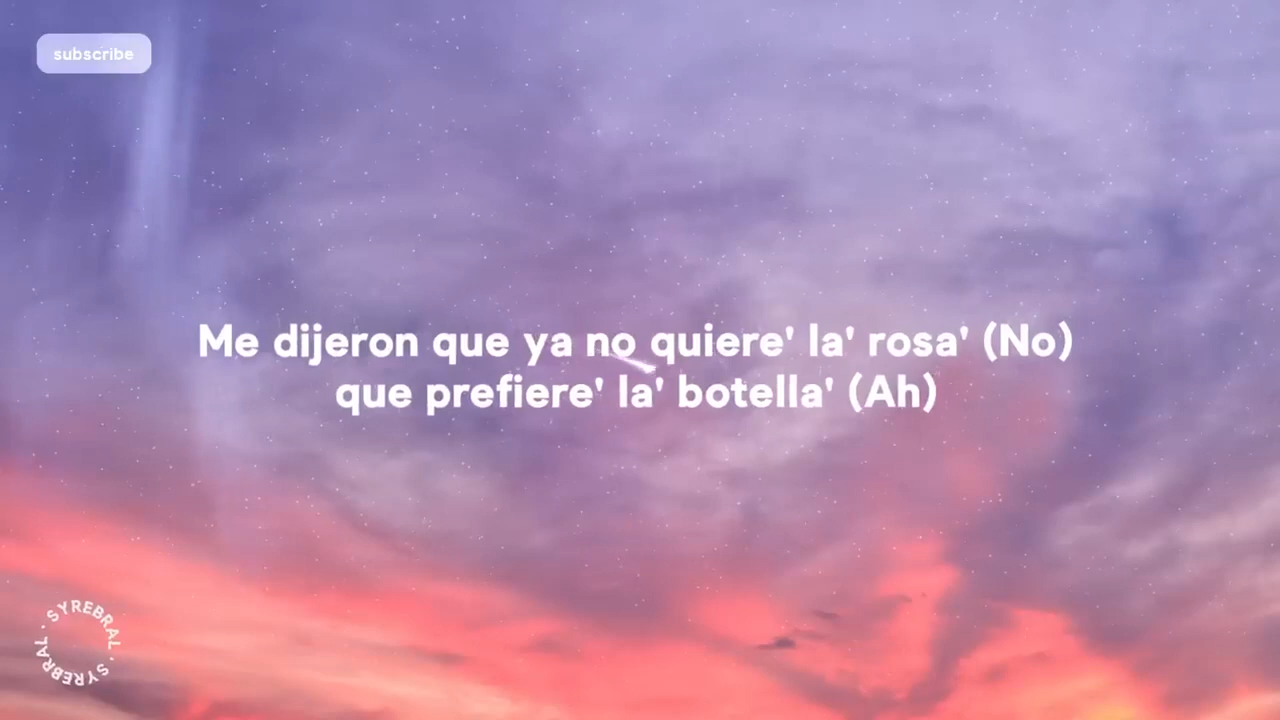 subscribe
Me dijeron que ya no quiere' la' rosa' (No)
que prefiere' la' botella' (Ah)
SYREBRAL · SYREBRAL ·